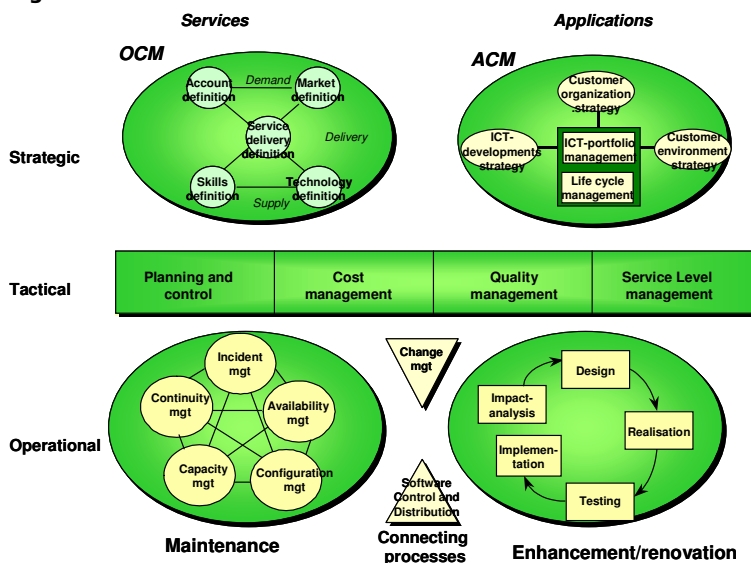 Services
Applications
OCM
ACM
Strategic
Account
definition
Demand
Market
definition
Service
delivery
definition
Delivery
Skills
definition
Supply
Technology
definition
Customer
organization
strategy
ICT-
developments
strategy
ICT-portfolio
management
Customer
environment
strategy
Life cycle
management
Tactical
Planning and
control
Cost
management
Quality
management
Service Level
management
Operational
Incident
mgt
Continuity
mgt
Availability
mgt
Capacity
mgt
Configuration
mgt
Maintenance
Change
mgt
Software
Control and
Distribution
Connecting
processes
Design
Impact-
analysis
Realisation
Implemen-
tation
Testing
Enhancement/renovation